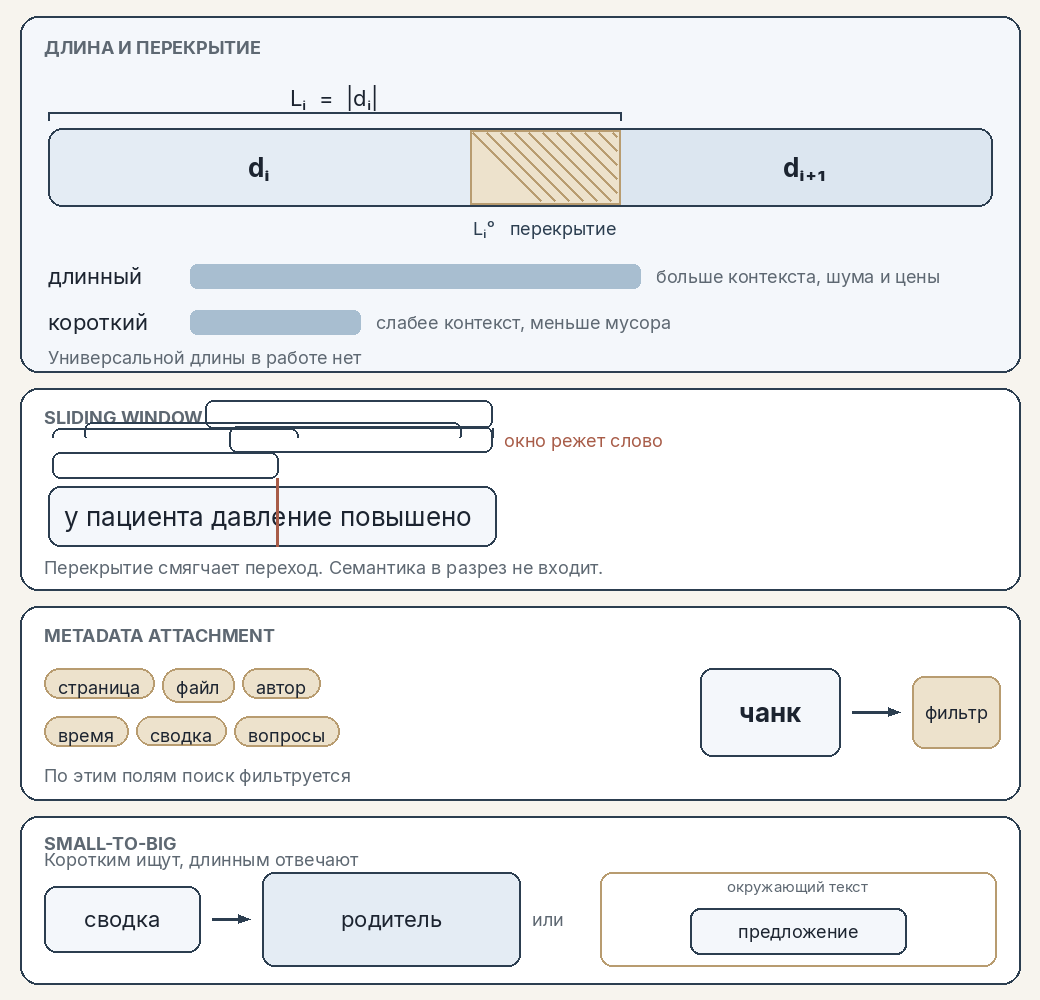 ДЛИНА И ПЕРЕКРЫТИЕ
Lᵢ = |dᵢ|
dᵢ
dᵢ₊₁
Lᵢᵒ перекрытие
длинный
больше контекста, шума и цены
короткий
слабее контекст, меньше мусора
Универсальной длины в работе нет
SLIDING WINDOW
окно режет слово
у пациента давление повышено
Перекрытие смягчает переход. Семантика в разрез не входит.
METADATA ATTACHMENT
страница файл автор
время сводка вопросы
чанк
фильтр
По этим полям поиск фильтруется
SMALL-TO-BIG
Коротким ищут, длинным отвечают
сводка
родитель
или
окружающий текст
предложение